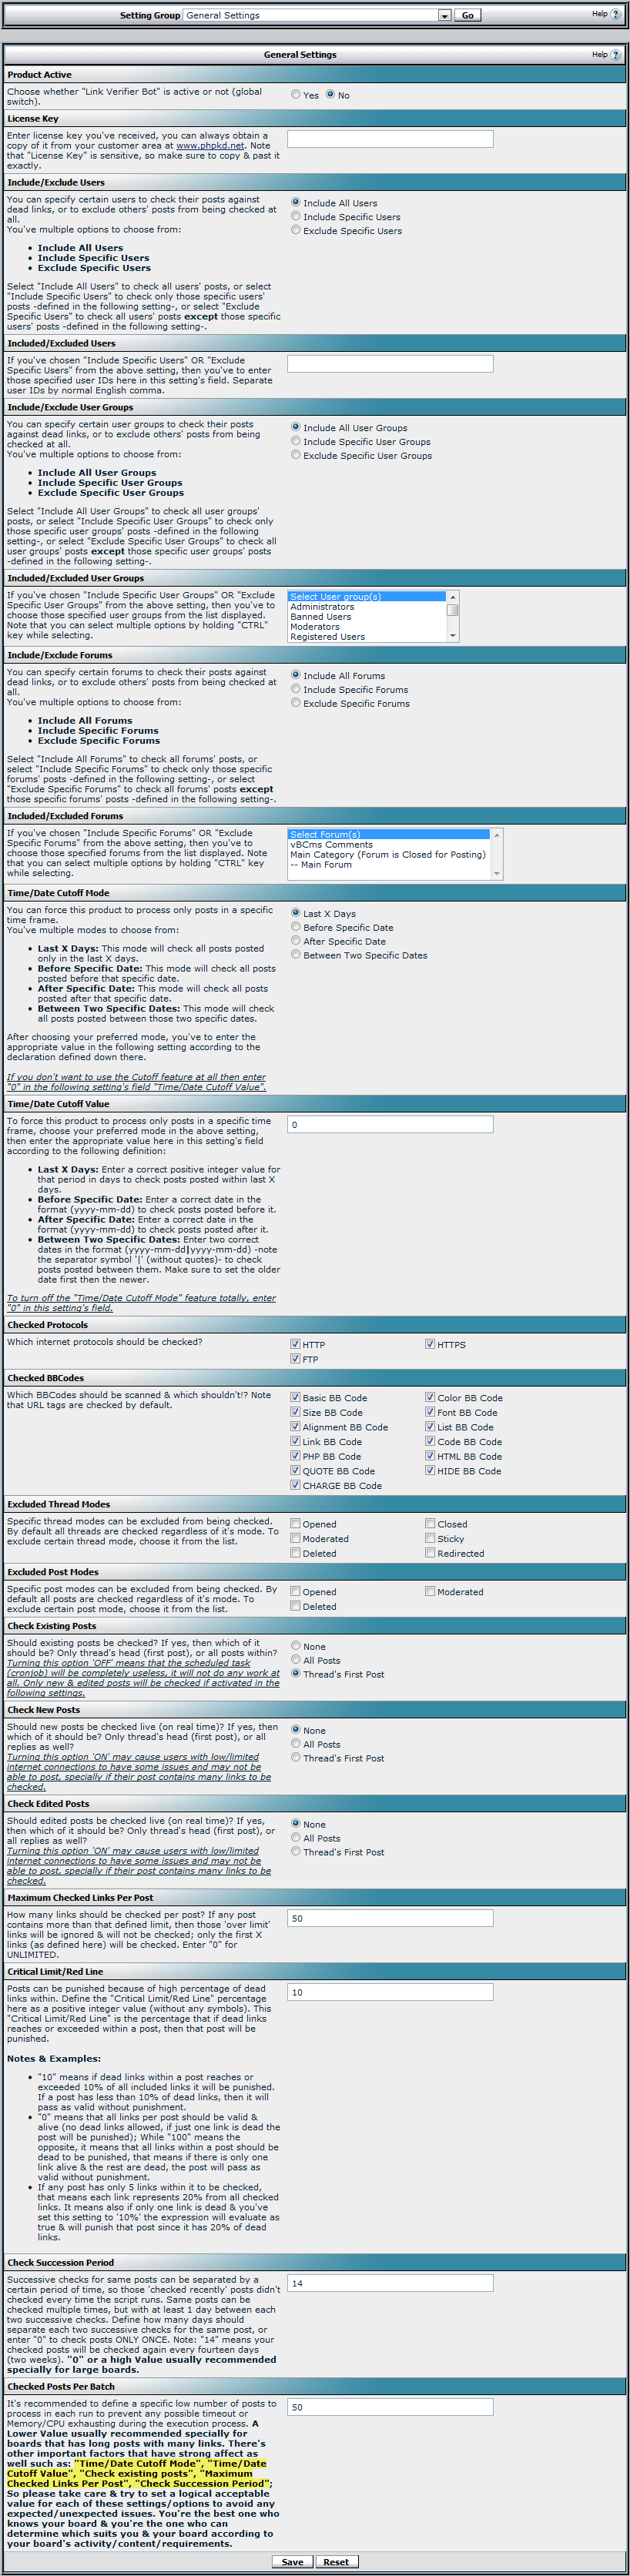 Setting Group General Settings Go Help ?
General Settings Help ?
Product Active
Choose whether "Link Verifier Bot" is active or not (global
switch).
Yes No
License Key
Enter license key you've received, you can always obtain a
copy of it from your customer area at www.phpkd.net. Note
that "License Key" is sensitive, so make sure to copy & past it
exactly.
Include/Exclude Users
You can specify certain users to check their posts against
dead links, or to exclude others' posts from being checked at
all.
You've multiple options to choose from:
• Include All Users
• Include Specific Users
• Exclude Specific Users
Select "Include All Users" to check all users' posts, or select
"Include Specific Users" to check only those specific users'
posts -defined in the following setting-, or select "Exclude
Specific Users" to check all users' posts except those specific
users' posts -defined in the following setting-.
Include All Users
Include Specific Users
Exclude Specific Users
Included/Excluded Users
If you've chosen "Include Specific Users" OR "Exclude
Specific Users" from the above setting, then you've to enter
those specified user IDs here in this setting's field. Separate
user IDs by normal English comma.
Include/Exclude User Groups
You can specify certain user groups to check their posts
against dead links, or to exclude others' posts from being
checked at all.
You've multiple options to choose from:
• Include All User Groups
• Include Specific User Groups
• Exclude Specific User Groups
Select "Include All User Groups" to check all user groups'
posts, or select "Include Specific User Groups" to check only
those specific user groups' posts -defined in the following
setting-, or select "Exclude Specific User Groups" to check all
user groups' posts except those specific user groups' posts
-defined in the following setting-.
Include All User Groups
Include Specific User Groups
Exclude Specific User Groups
Included/Excluded User Groups
If you've chosen "Include Specific User Groups" OR "Exclude
Specific User Groups" from the above setting, then you've to
choose those specified user groups from the list displayed.
Note that you can select multiple options by holding "CTRL"
key while selecting.
Select User group(s)
Administrators
Banned Users
Moderators
Registered Users
Include/Exclude Forums
You can specify certain forums to check their posts against
dead links, or to exclude others' posts from being checked at
all.
You've multiple options to choose from:
• Include All Forums
• Include Specific Forums
• Exclude Specific Forums
Select "Include All Forums" to check all forums' posts, or
select "Include Specific Forums" to check only those specific
forums' posts -defined in the following setting-, or select
"Exclude Specific Forums" to check all forums' posts except
those specific forums' posts -defined in the following setting-.
Include All Forums
Include Specific Forums
Exclude Specific Forums
Included/Excluded Forums
If you've chosen "Include Specific Forums" OR "Exclude
Specific Forums" from the above setting, then you've to
choose those specified forums from the list displayed. Note
that you can select multiple options by holding "CTRL" key
while selecting.
Select Forum(s)
vBCms Comments
Main Category (Forum is Closed for Posting)
-- Main Forum
Time/Date Cutoff Mode
You can force this product to process only posts in a specific
time frame.
You've multiple modes to choose from:
• Last X Days: This mode will check all posts posted
only in the last X days.
• Before Specific Date: This mode will check all posts
posted before that specific date.
• After Specific Date: This mode will check all posts
posted after that specific date.
• Between Two Specific Dates: This mode will check
all posts posted between those two specific dates.
After choosing your preferred mode, you've to enter the
appropriate value in the following setting according to the
declaration defined down there.
If you don't want to use the Cutoff feature at all then enter
"0" in the following setting's field "Time/Date Cutoff Value".
Last X Days
Before Specific Date
After Specific Date
Between Two Specific Dates
Time/Date Cutoff Value
To force this product to process only posts in a specific time
frame, choose your preferred mode in the above setting,
then enter the appropriate value here in this setting's field
according to the following definition:
• Last X Days: Enter a correct positive integer value for
that period in days to check posts posted within last X
days.
• Before Specific Date: Enter a correct date in the
format (yyyy-mm-dd) to check posts posted before it.
• After Specific Date: Enter a correct date in the
format (yyyy-mm-dd) to check posts posted after it.
• Between Two Specific Dates: Enter two correct
dates in the format (yyyy-mm-dd|yyyy-mm-dd) -note
the separator symbol '|' (without quotes)- to check
posts posted between them. Make sure to set the older
date first then the newer.
To turn off the "Time/Date Cutoff Mode" feature totally, enter
"0" in this setting's field.
0
Checked Protocols
Which internet protocols should be checked?
HTTP HTTPS
FTP
Checked BBCodes
Which BBCodes should be scanned & which shouldn't!? Note
that URL tags are checked by default.
Basic BB Code Color BB Code
Size BB Code Font BB Code
Alignment BB Code List BB Code
Link BB Code Code BB Code
PHP BB Code HTML BB Code
QUOTE BB Code HIDE BB Code
CHARGE BB Code
Excluded Thread Modes
Specific thread modes can be excluded from being checked.
By default all threads are checked regardless of it's mode. To
exclude certain thread mode, choose it from the list.
Opened Closed
Moderated Sticky
Deleted Redirected
Excluded Post Modes
Specific post modes can be excluded from being checked. By
default all posts are checked regardless of it's mode. To
exclude certain post mode, choose it from the list.
Opened Moderated
Deleted
Check Existing Posts
Should existing posts be checked? If yes, then which of it
should be? Only thread's head (first post), or all posts within?
Turning this option 'OFF' means that the scheduled task
(cronjob) will be completely useless, it will not do any work at
all. Only new & edited posts will be checked if activated in the
following settings.
None
All Posts
Thread's First Post
Check New Posts
Should new posts be checked live (on real time)? If yes, then
which of it should be? Only thread's head (first post), or all
replies as well?
Turning this option 'ON' may cause users with low/limited
internet connections to have some issues and may not be
able to post, specially if their post contains many links to be
checked.
None
All Posts
Thread's First Post
Check Edited Posts
Should edited posts be checked live (on real time)? If yes,
then which of it should be? Only thread's head (first post), or
all replies as well?
Turning this option 'ON' may cause users with low/limited
internet connections to have some issues and may not be
able to post, specially if their post contains many links to be
checked.
None
All Posts
Thread's First Post
Maximum Checked Links Per Post
How many links should be checked per post? If any post
contains more than that defined limit, then those 'over limit'
links will be ignored & will not be checked; only the first X
links (as defined here) will be checked. Enter "0" for
UNLIMITED.
50
Critical Limit/Red Line
Posts can be punished because of high percentage of dead
links within. Define the "Critical Limit/Red Line" percentage
here as a positive integer value (without any symbols). This
"Critical Limit/Red Line" is the percentage that if dead links
reaches or exceeded within a post, then that post will be
punished.
Notes & Examples:
• "10" means if dead links within a post reaches or
exceeded 10% of all included links it will be punished.
If a post has less than 10% of dead links, then it will
pass as valid without punishment.
• "0" means that all links per post should be valid &
alive (no dead links allowed, if just one link is dead the
post will be punished); While "100" means the
opposite, it means that all links within a post should be
dead to be punished, that means if there is only one
link alive & the rest are dead, the post will pass as
valid without punishment.
• If any post has only 5 links within it to be checked,
that means each link represents 20% from all checked
links. It means also if only one link is dead & you've
set this setting to '10%' the expression will evaluate as
true & will punish that post since it has 20% of dead
links.
10
Check Succession Period
Successive checks for same posts can be separated by a
certain period of time, so those 'checked recently' posts didn't
checked every time the script runs. Same posts can be
checked multiple times, but with at least 1 day between each
two successive checks. Define how many days should
separate each two successive checks for the same post, or
enter "0" to check posts ONLY ONCE. Note: "14" means your
checked posts will be checked again every fourteen days
(two weeks). "0" or a high Value usually recommended
specially for large boards.
14
Checked Posts Per Batch
It's recommended to define a specific low number of posts to
process in each run to prevent any possible timeout or
Memory/CPU exhausting during the execution process. A
Lower Value usually recommended specially for
boards that has long posts with many links. There's
other important factors that have strong affect as
well such as: "Time/Date Cutoff Mode", "Time/Date
Cutoff Value", "Check existing posts", "Maximum
Checked Links Per Post", "Check Succession Period";
So please take care & try to set a logical acceptable
value for each of these settings/options to avoid any
expected/unexpected issues. You're the best one who
knows your board & you're the one who can
determine which suits you & your board according to
your board's activity/content/requirements.
50
Save Reset